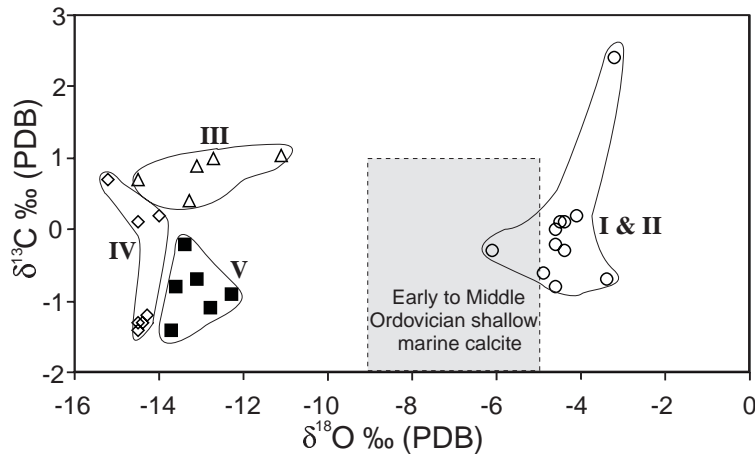 3
2
III
1
δ¹³C ‰ (PDB)
0
IV
V
I & II
-1
Early to Middle
Ordovician shallow
marine calcite
-2
-16 -14 -12 -10 -8 -6 -4 -2 0
δ¹⁸O ‰ (PDB)